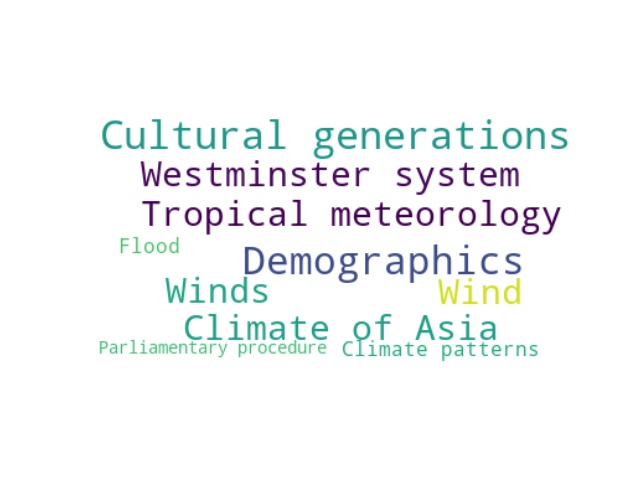 Cultural generations
Westminster system
Tropical meteorology
Flood
Demographics
Winds
Wind
Climate of Asia
Parliamentary procedure
Climate patterns